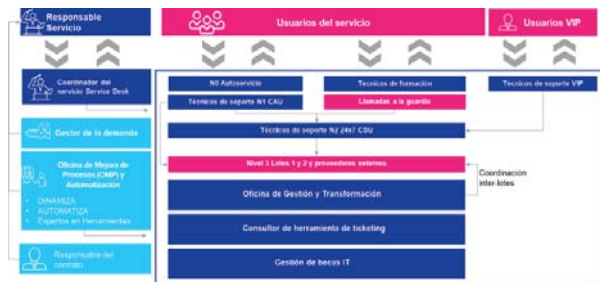 Responsable
Servicio
Usuarios del servicio
Usuarios VIP
Coordinador del
servicio Service Desk
N0 Autoservicio
Técnicos de formación
Técnicos de soporte VIP
Técnicos de soporte N1 CAU
Llamadas a la guardia
Gestor de la demanda
Técnicos de soporte N2 24x7 CSU
Oficina de Mejora de
Procesos (OMP) y
Automatización
• DINAMIZA
• AUTOMATIZA
• Expertos en Herramientas
Nivel 3 Lotes 1 y 2 y proveedores externos
Coordinación
inter-lotes
Oficina de Gestión y Transformación
Consultor de herramienta de ticketing
Responsable del
contrato
Gestión de becas IT